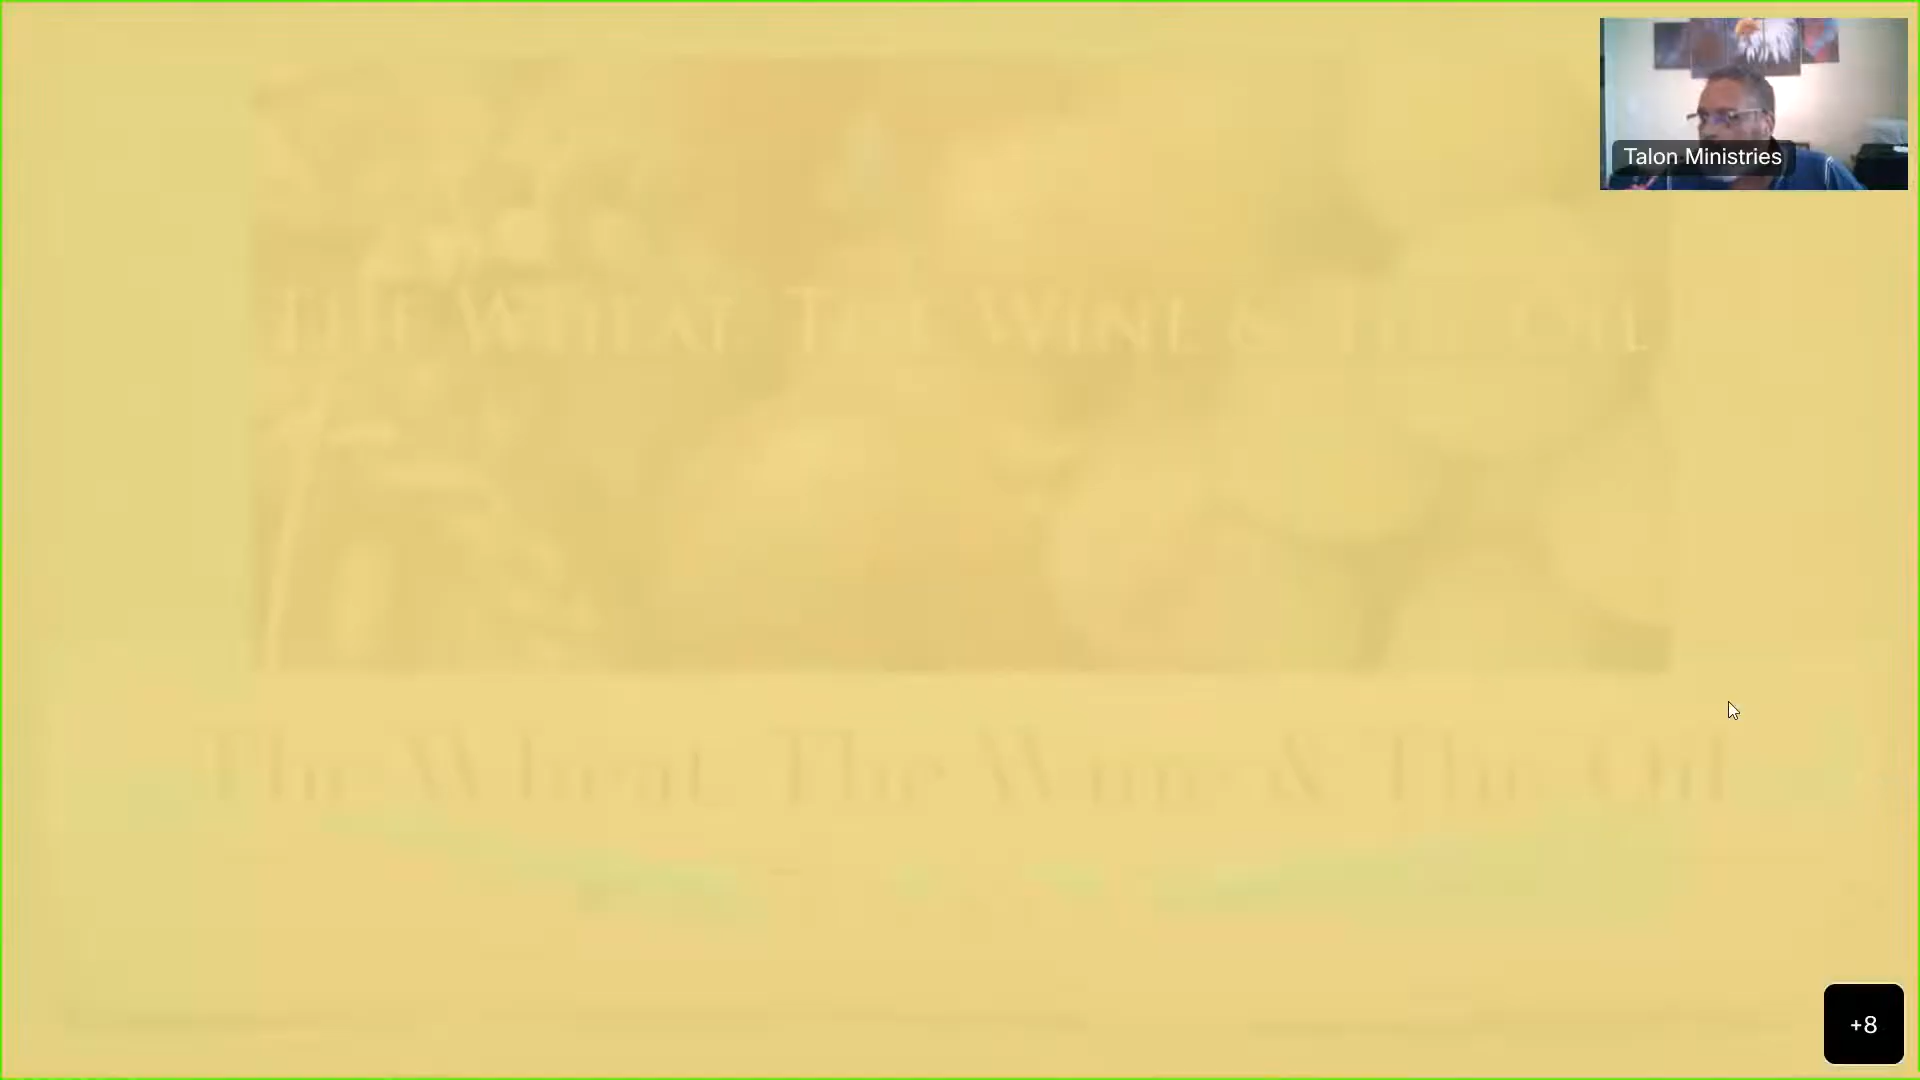 Talon Ministries
THE WHEAT THE WINE & THE OIL
The Wheat The Wine & The Oil
+8